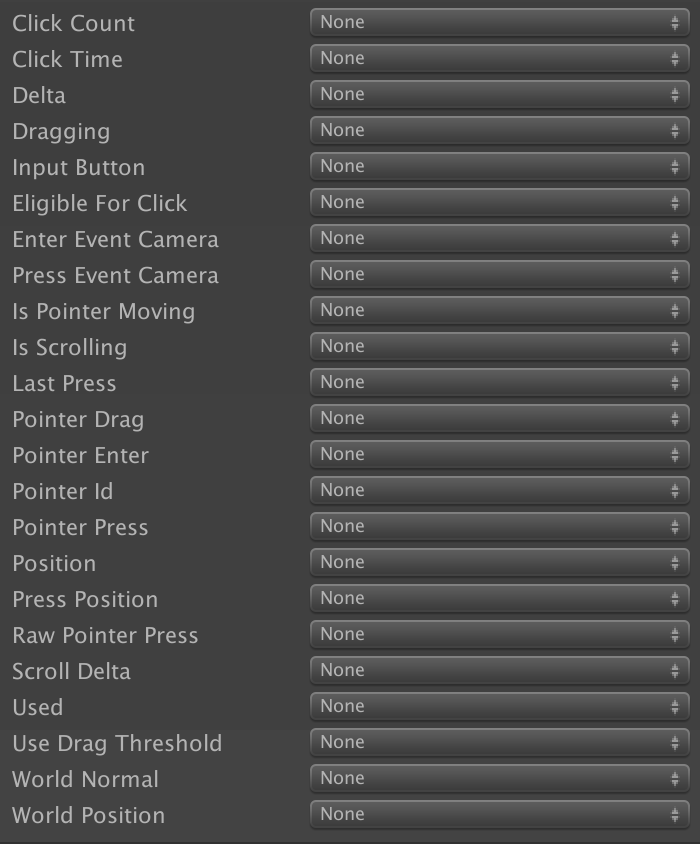 Click Count None
Click Time None
Delta None
Dragging None
Input Button None
Eligible For Click None
Enter Event Camera None
Press Event Camera None
Is Pointer Moving None
Is Scrolling None
Last Press None
Pointer Drag None
Pointer Enter None
Pointer Id None
Pointer Press None
Position None
Press Position None
Raw Pointer Press None
Scroll Delta None
Used None
Use Drag Threshold None
World Normal None
World Position None